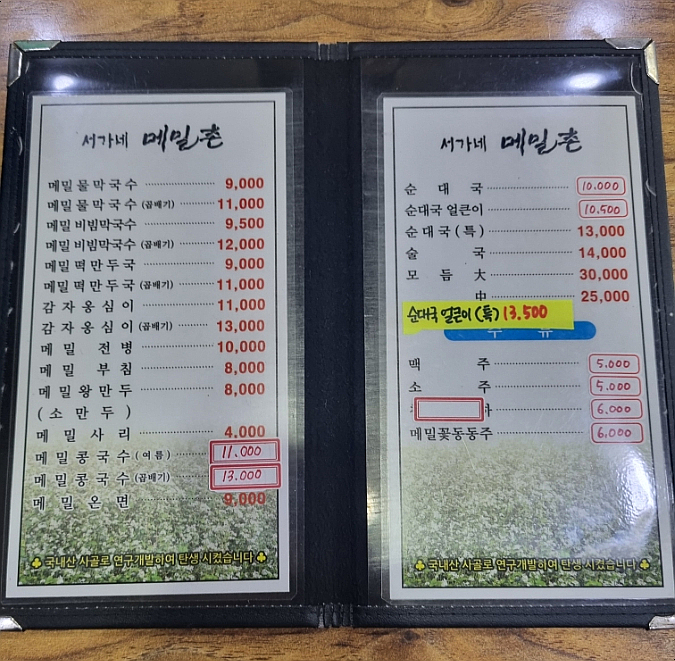 서가네 메밀촌
메밀물막국수 9,000
메밀물막국수 (곱배기) 11,000
메밀비빔막국수 9,500
메밀비빔막국수 (곱배기) 12,000
메밀떡만두국 9,000
메밀떡만두국 (곱배기) 11,000
감자옹심이 11,000
감자옹심이 (곱배기) 13,000
메밀전병 10,000
메밀부침 8,000
메밀왕만두 8,000
(소만두)
메밀사리 4,000
메밀콩국수 (여름) 11.000
메밀콩국수 (곱배기) 13.000
메밀온면 9,000
♣ 국내산 사골로 연구개발하여 탄생시켰습니다 ♣
서가네 메밀촌
순대국 10.000
순대국얼큰이 10.500
순대국(특) 13,000
술국 14,000
모듬 大 30,000
中 25,000
순대국 얼큰이 (특) 13.500
맥주 5.000
소주 5.000
6.000
메밀꽃동동주 6,000
♣ 국내산 사골로 연구개발하여 탄생시켰습니다 ♣